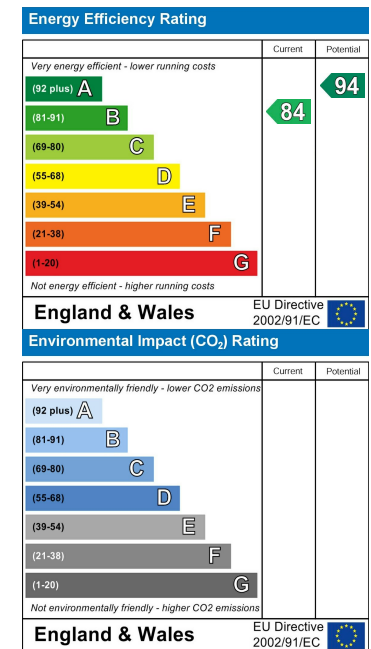 Energy Efficiency Rating
Current Potential
Very energy efficient - lower running costs
(92 plus) A
94
(81-91) B
84
(69-80) C
(55-68) D
(39-54) E
(21-38) F
(1-20) G
Not energy efficient - higher running costs
England & Wales
EU Directive
2002/91/EC
Environmental Impact (CO₂) Rating
Current Potential
Very environmentally friendly - lower CO2 emissions
(92 plus) A
(81-91) B
(69-80) C
(55-68) D
(39-54) E
(21-38) F
(1-20) G
Not environmentally friendly - higher CO2 emissions
England & Wales
EU Directive
2002/91/EC